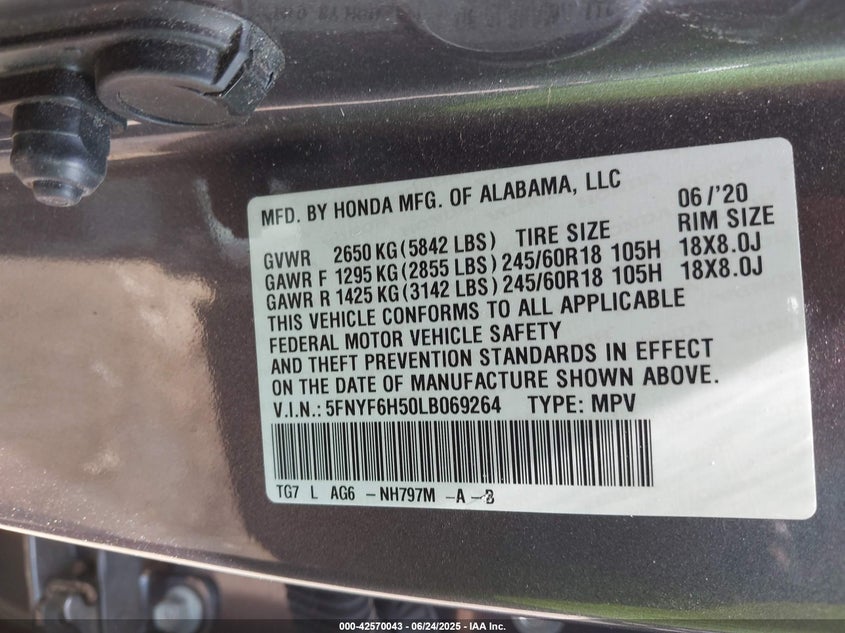 MFD. BY HONDA MFG. OF ALABAMA, LLC 06/'20
GVWR 2650 KG(5842 LBS) TIRE SIZE RIM SIZE
GAWR F 1295 KG(2855 LBS) 245/60R18 105H 18X8.0J
GAWR R 1425 KG(3142 LBS) 245/60R18 105H 18X8.0J
THIS VEHICLE CONFORMS TO ALL APPLICABLE
FEDERAL MOTOR VEHICLE SAFETY
AND THEFT PREVENTION STANDARDS IN EFFECT
ON THE DATE OF MANUFACTURE SHOWN ABOVE.
V.I.N.: 5FNYF6H50LB069264 TYPE: MPV
TG7 L AG6 -NH797M -A -B
000-42570043 - 06/24/2025 - IAA Inc.